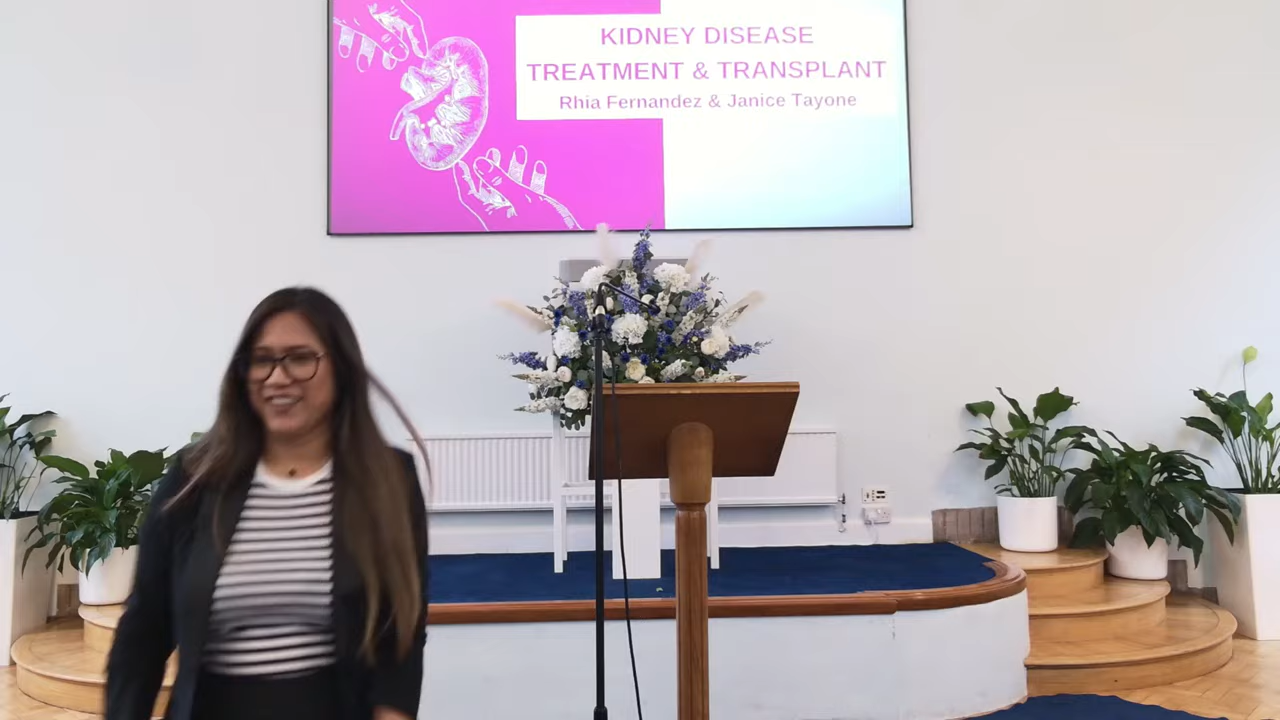 KIDNEY DISEASE
TREATMENT & TRANSPLANT
Rhia Fernandez & Janice Tayone